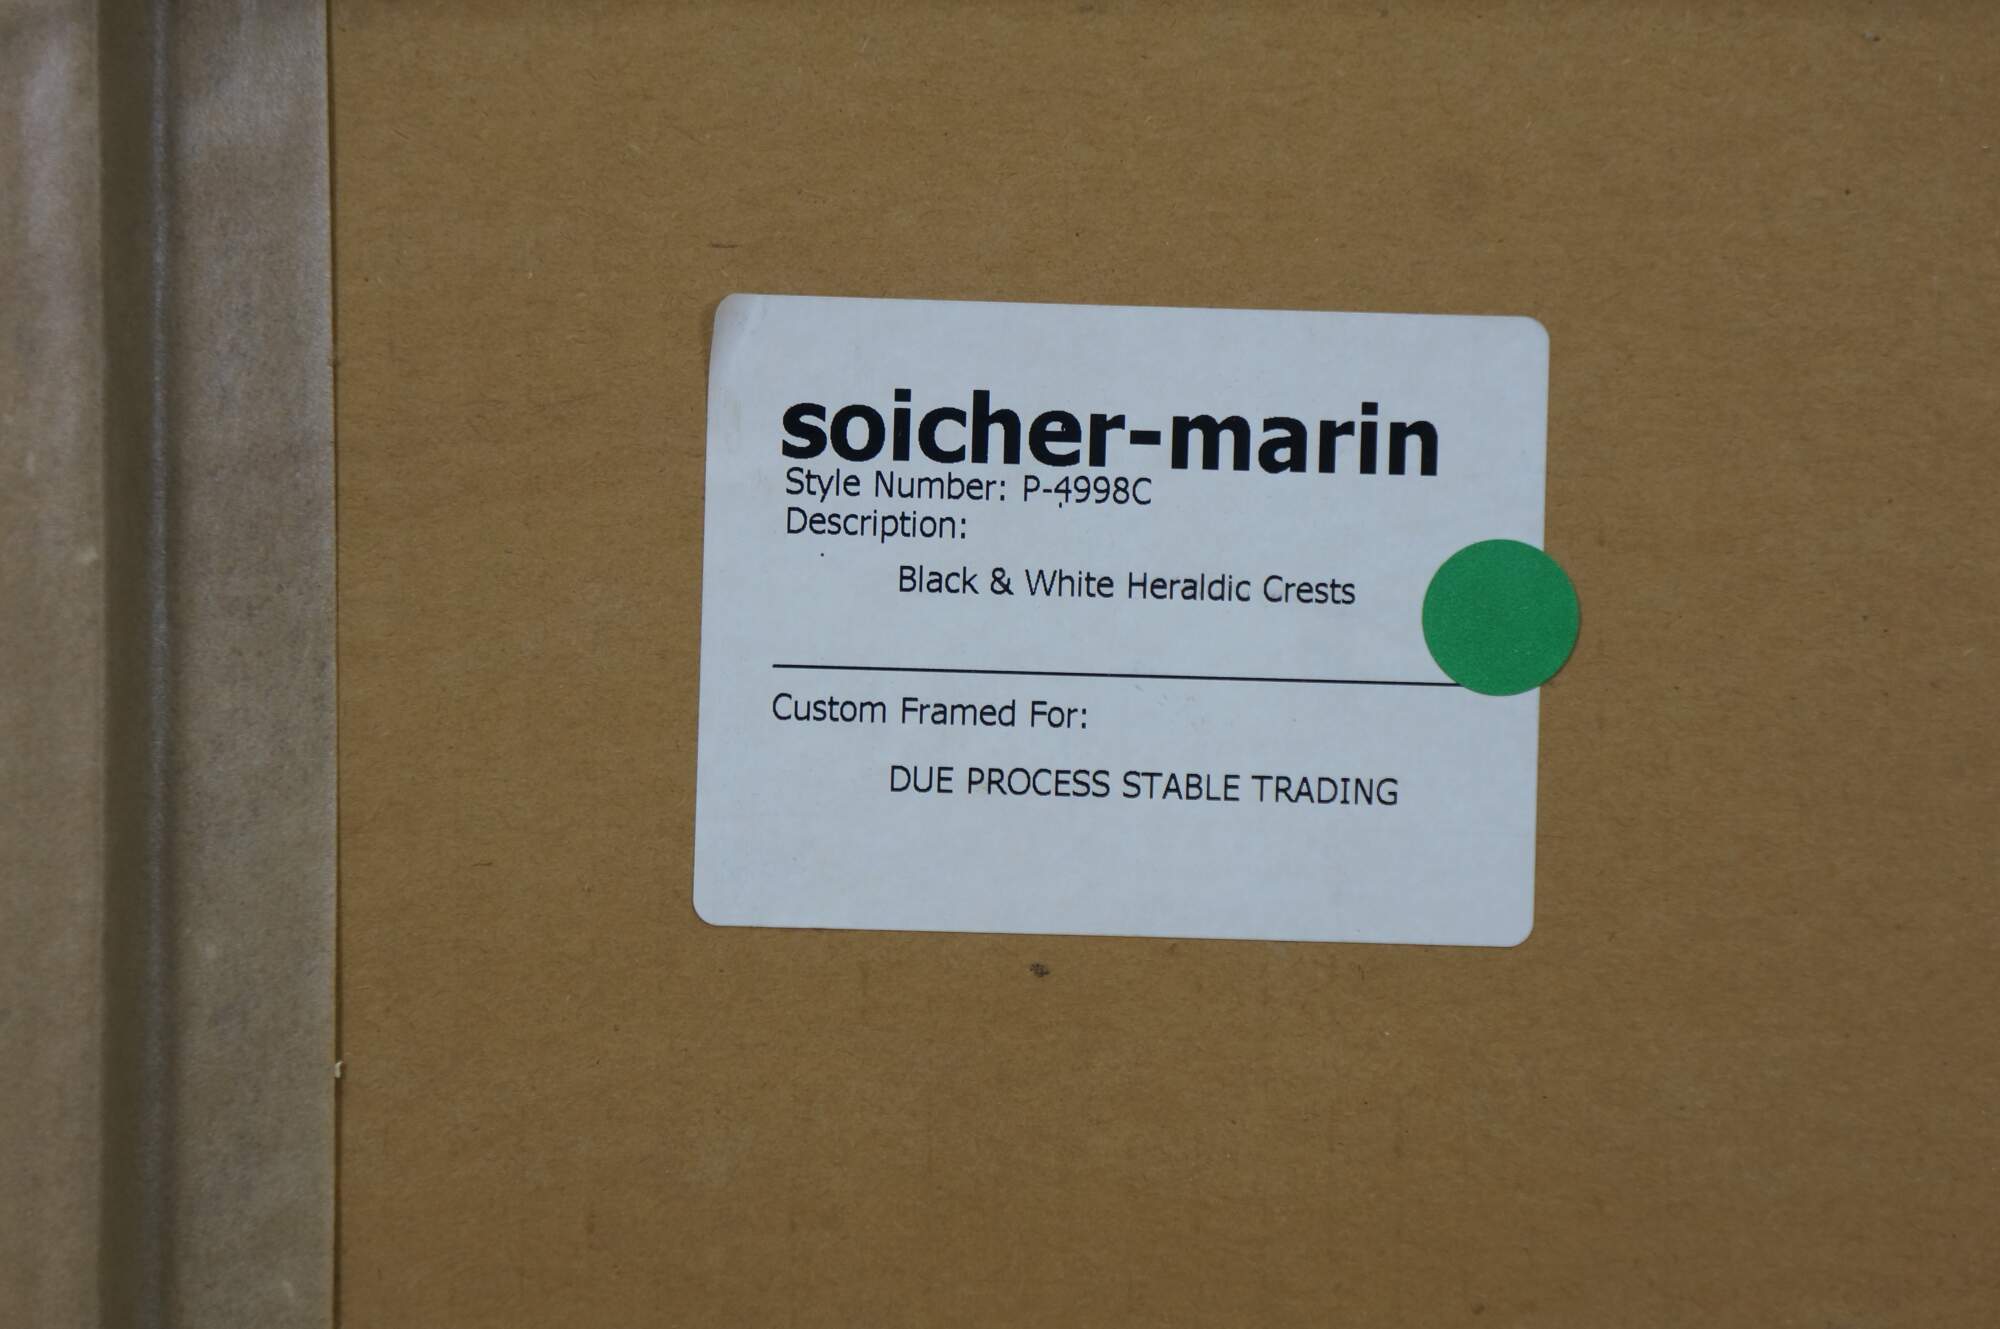 soicher-marin
Style Number: P-4998C
Description:
Black & White Heraldic Crests
Custom Framed For:
DUE PROCESS STABLE TRADING